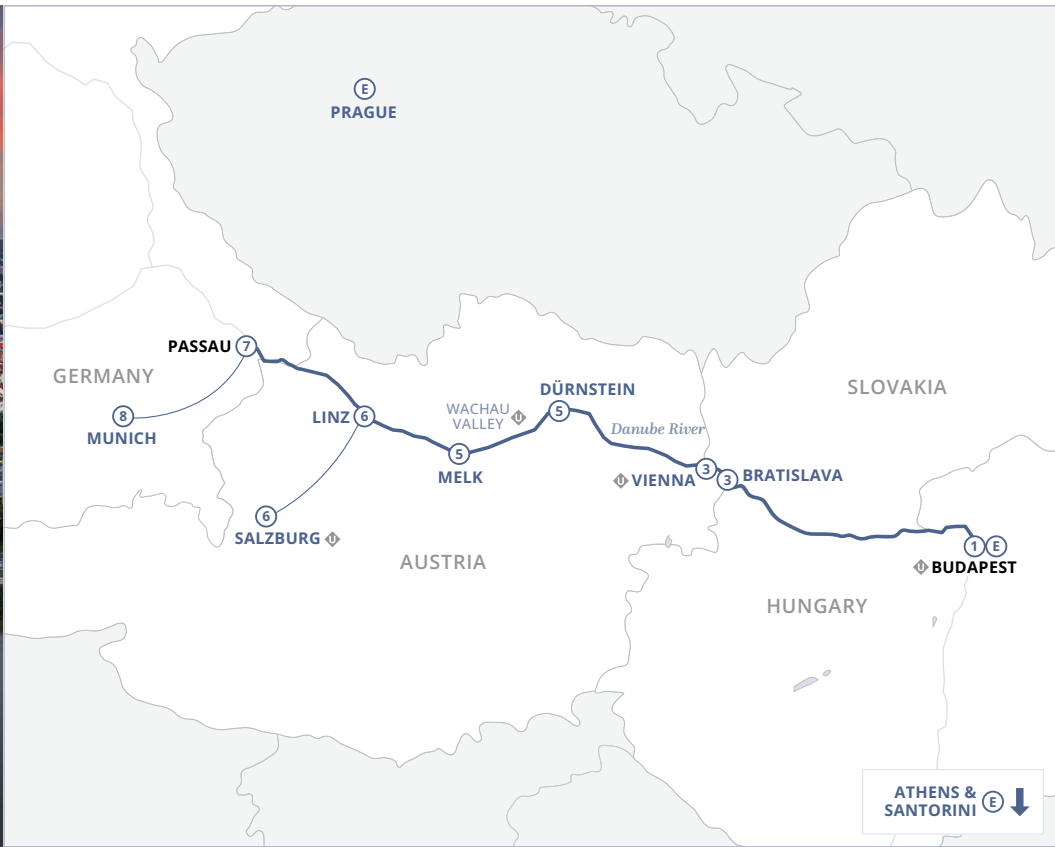 E
PRAGUE
PASSAU 7
GERMANY
8
MUNICH
LINZ 6
6
SALZBURG U
WACHAU
VALLEY U
5
MELK
DÜRNSTEIN
5
Danube River
U VIENNA 3
3 BRATISLAVA
SLOVAKIA
AUSTRIA
HUNGARY
1 E
U BUDAPEST
ATHENS &
SANTORINI E